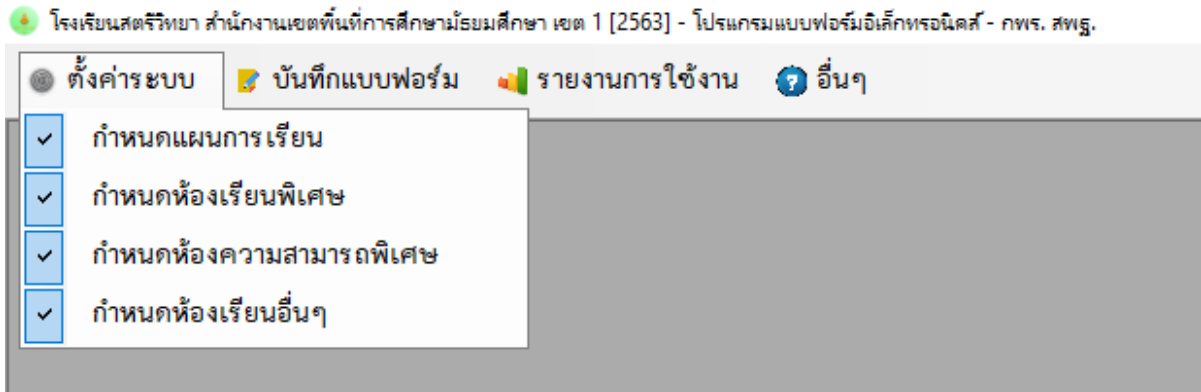 โรงเรียนสตรีวิทยา สำนักงานเขตพื้นที่การศึกษามัธยมศึกษา เขต 1 [2563] - โปรแกรมแบบฟอร์มอิเล็กทรอนิคส์ - กพร. สพฐ.
ตั้งค่าระบบ บันทึกแบบฟอร์ม รายงานการใช้งาน อื่นๆ
กำหนดแผนการเรียน
กำหนดห้องเรียนพิเศษ
กำหนดห้องความสามารถพิเศษ
กำหนดห้องเรียนอื่นๆ